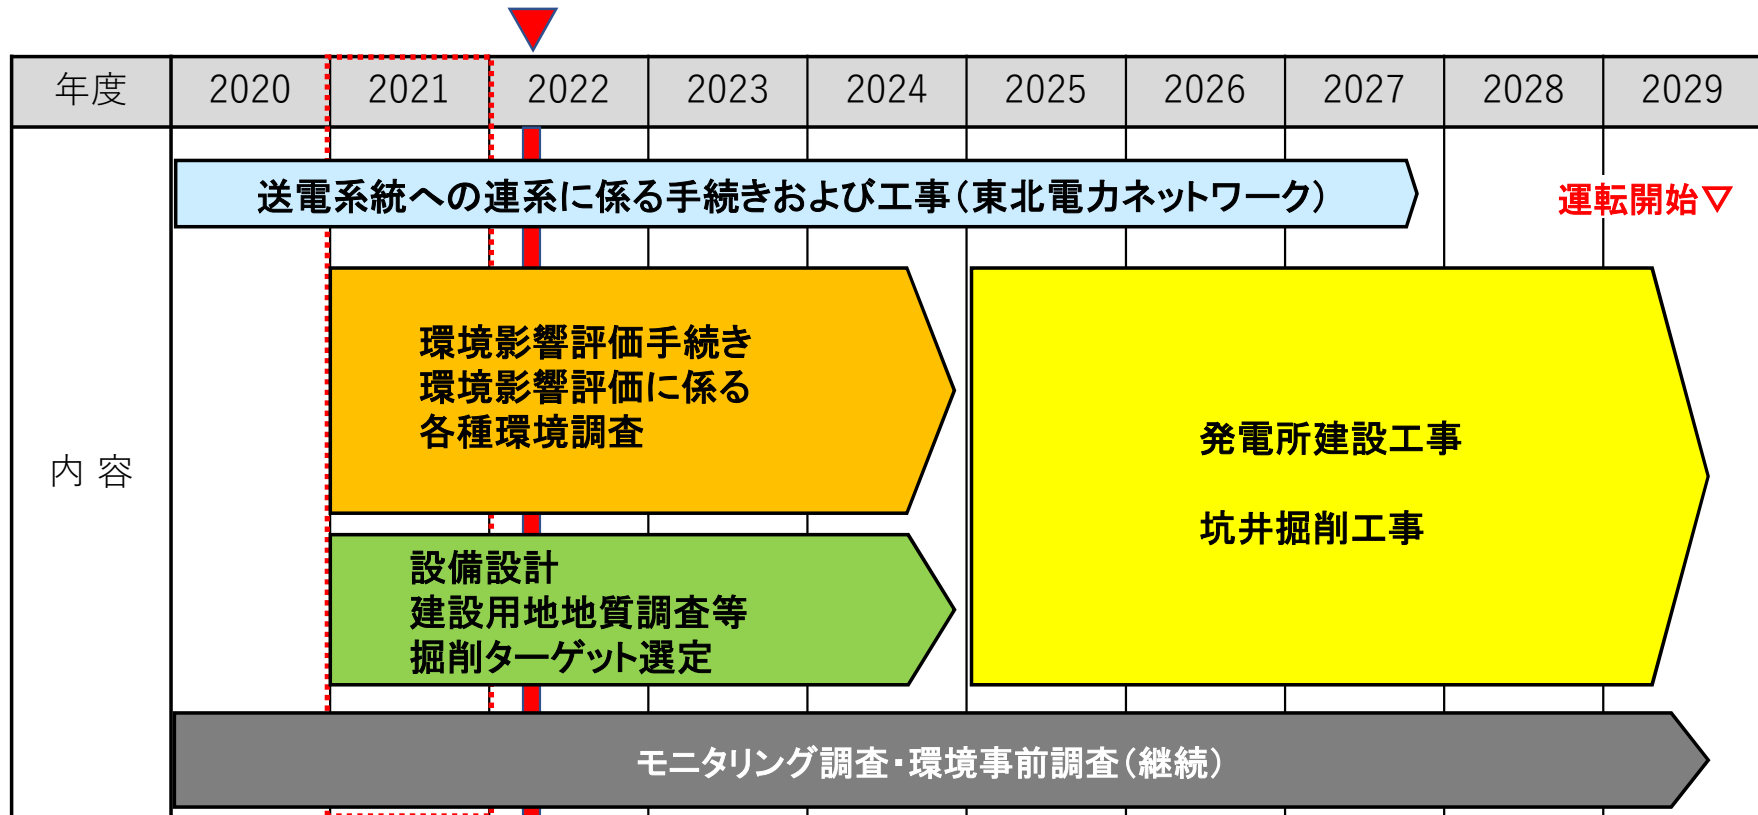 年度 2020 2021 2022 2023 2024 2025 2026 2027 2028 2029
内 容
送電系統への連系に係る手続きおよび工事（東北電力ネットワーク）
運転開始▽
環境影響評価手続き
環境影響評価に係る
各種環境調査
発電所建設工事
坑井掘削工事
設備設計
建設用地地質調査等
掘削ターゲット選定
モニタリング調査・環境事前調査（継続）